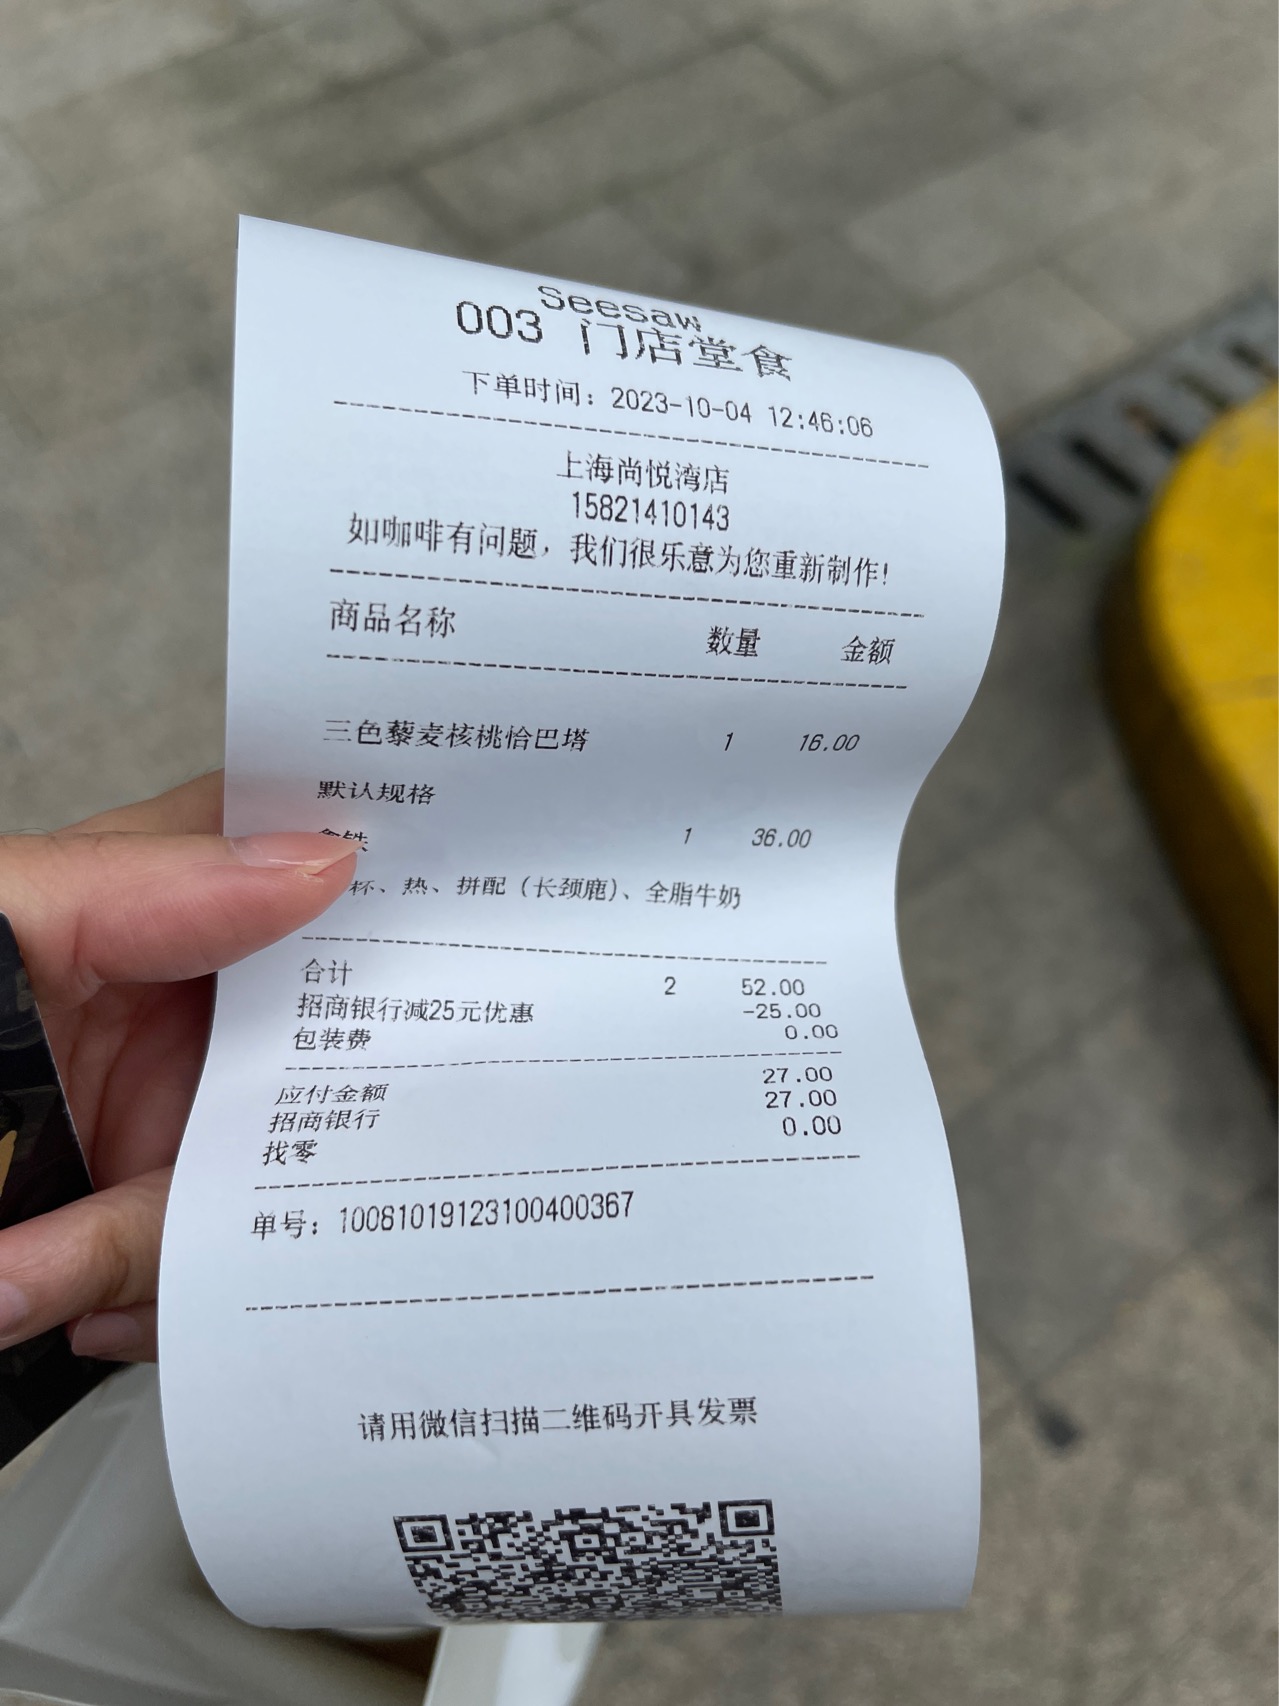 Seesaw
003 门店堂食
下单时间：2023-10-04 12:46:06
上海尚悦湾店
15821410143
如咖啡有问题，我们很乐意为您重新制作!
商品名称 数量 金额
三色藜麦核桃恰巴塔 1 16.00
默认规格
拿铁 1 36.00
杯、热、拼配（长颈鹿）、全脂牛奶
合计 2 52.00
招商银行减25元优惠 -25.00
包装费 0.00
应付金额 27.00
招商银行 27.00
找零 0.00
单号：10081019123100400367
请用微信扫描二维码开具发票